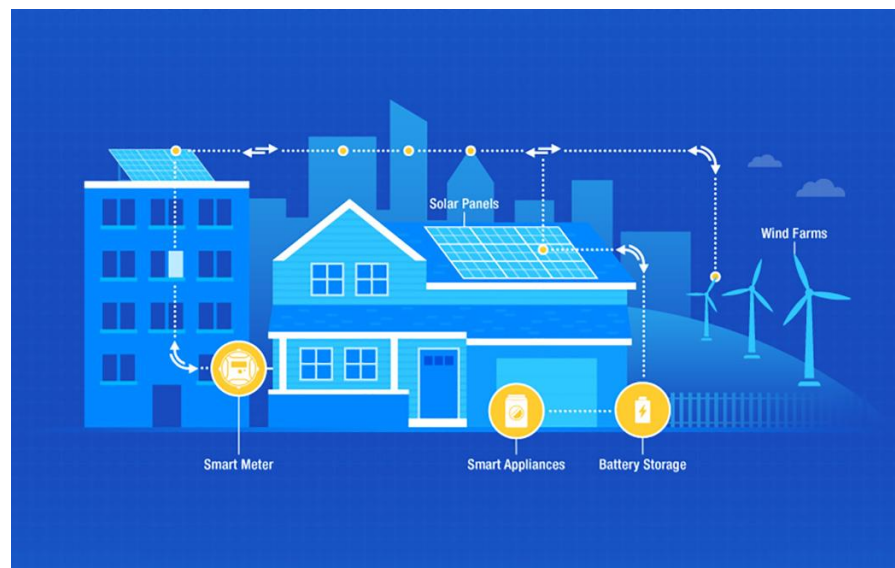 Solar Panels
Wind Farms
Smart Meter
Smart Appliances
Battery Storage